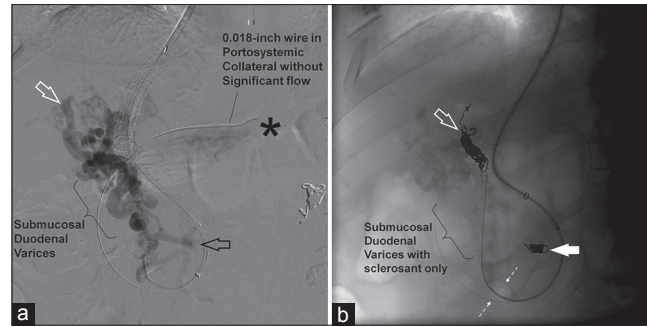 0.018-inch wire in
Portosystemic
Collateral without
Significant flow
*
Submucosal
Duodenal
Varices
a
Submucosal
Duodenal
Varices with
sclerosant only
b